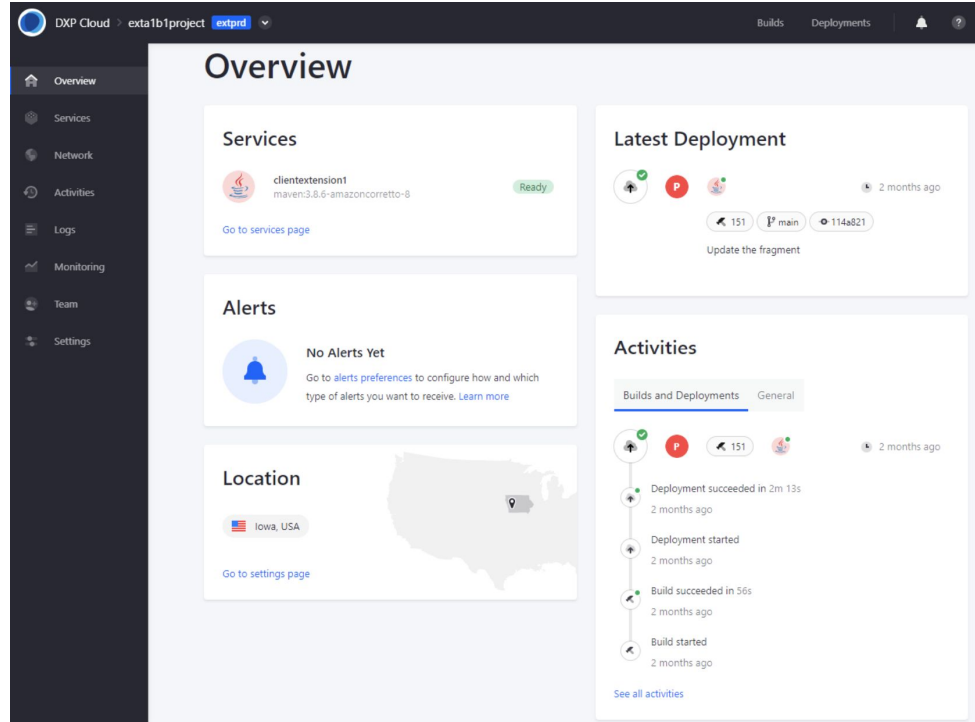 DXP Cloud > exta1b1project extprd
Builds
Deployments
?
Overview
Services
Network
Activities
Logs
Monitoring
Team
Settings
Overview
Services
clientextension1
maven:3.8.6-amazoncorretto-8
Ready
Go to services page
Alerts
No Alerts Yet
Go to alerts preferences to configure how and which
type of alerts you want to receive. Learn more
Location
Iowa, USA
Go to settings page
Latest Deployment
P
2 months ago
151
main
114a821
Update the fragment
Activities
Builds and Deployments
General
P
151
2 months ago
Deployment succeeded in 2m 13s
2 months ago
Deployment started
2 months ago
Build succeeded in 56s
2 months ago
Build started
2 months ago
See all activities